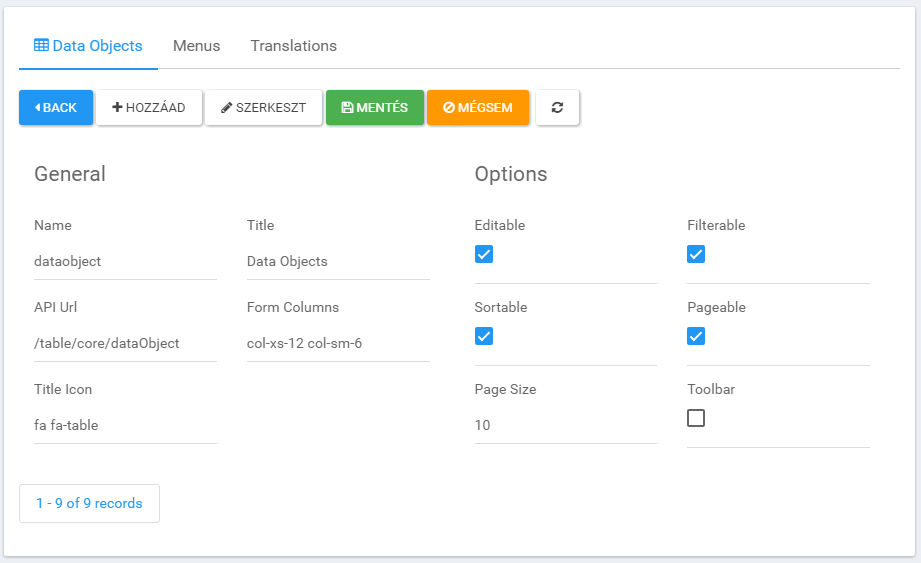 Data Objects Menus Translations
BACK HOZZÁAD SZERKESZT MENTÉS MÉGSEM
General Options
Name Title Editable Filterable
dataobject Data Objects
API Url Form Columns Sortable Pageable
/table/core/dataObject col-xs-12 col-sm-6
Title Icon Page Size Toolbar
fa fa-table 10
1 - 9 of 9 records